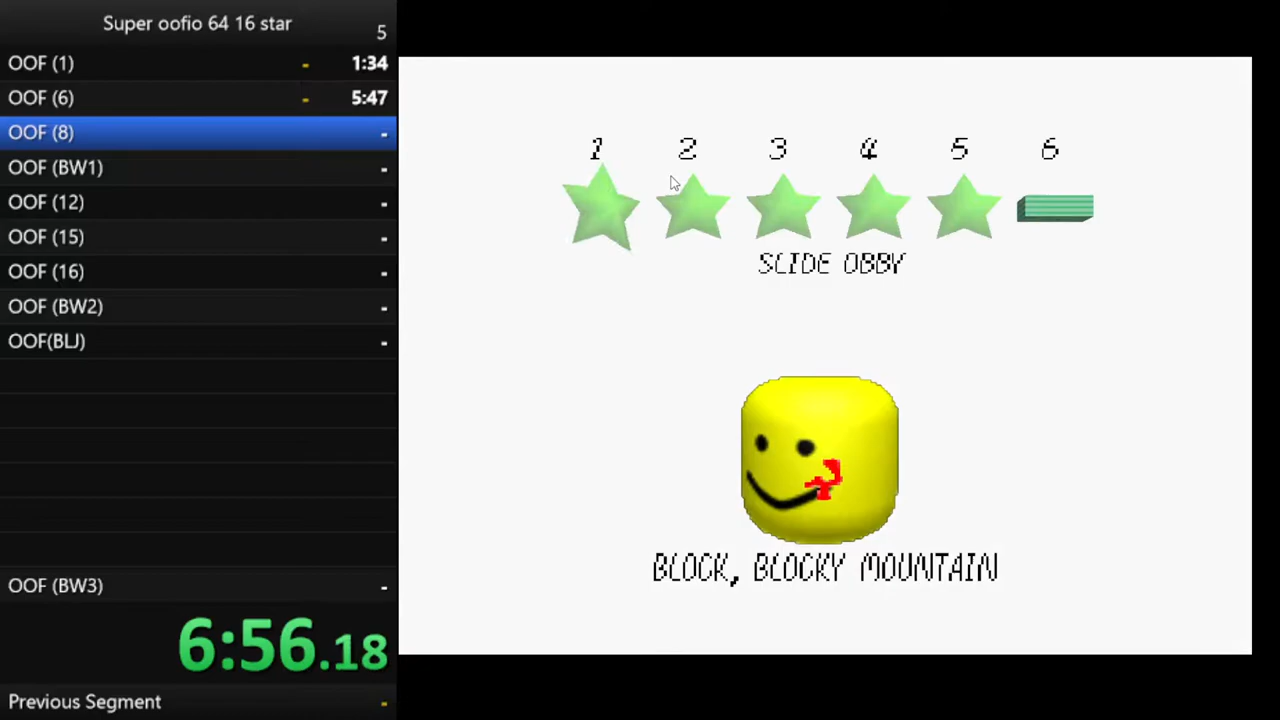 Super oofio 64 16 star
5
OOF (1) - 1:34
OOF (6) - 5:47
OOF (8) -
OOF (BW1) -
OOF (12) -
OOF (15) -
OOF (16) -
OOF (BW2) -
OOF(BLJ) -
OOF (BW3) -
6:56.18
Previous Segment -
1 2 3 4 5 6
SLIDE OBBY
BLOCK, BLOCKY MOUNTAIN